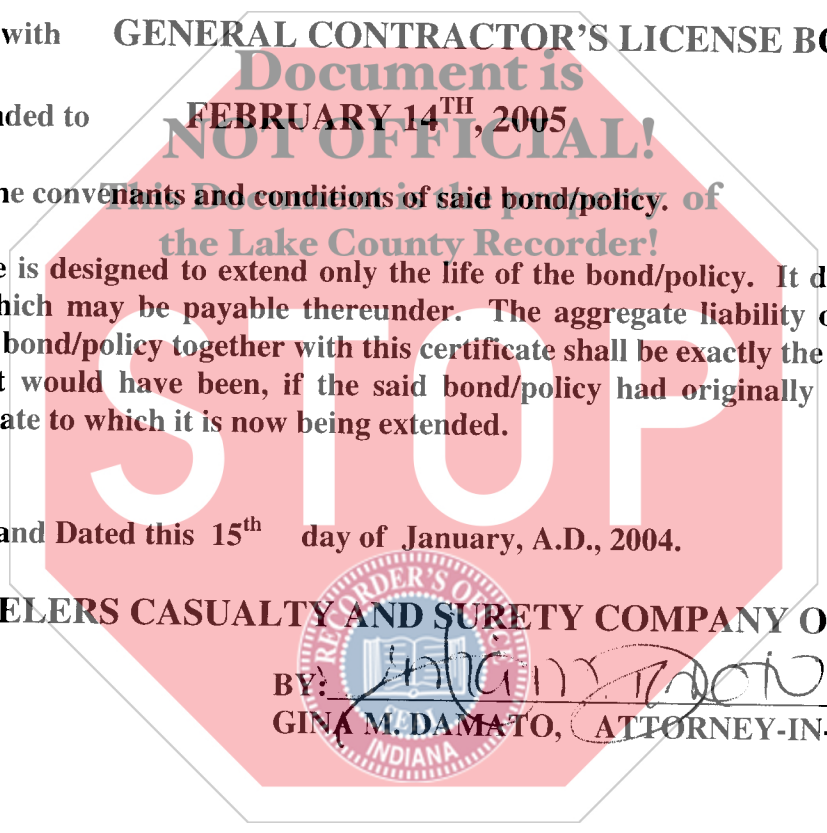 with GENERAL CONTRACTOR'S LICENSE BO
Document is
ded to FEBRUARY 14TH, 2005
NOT OFFICIAL!
he convenants and conditions of said bond/policy.
This Document is the property of
the Lake County Recorder!
e is designed to extend only the life of the bond/policy. It d
hich may be payable thereunder. The aggregate liability o
bond/policy together with this certificate shall be exactly the
t would have been, if the said bond/policy had originally
ate to which it is now being extended.
STOP
and Dated this 15th day of January, A.D., 2004.
ELERS CASUALTY AND SURETY COMPANY O
RECORDER'S OFFICE
BY:
GINA M. DAMATO, ATTORNEY-IN-
INDIANA